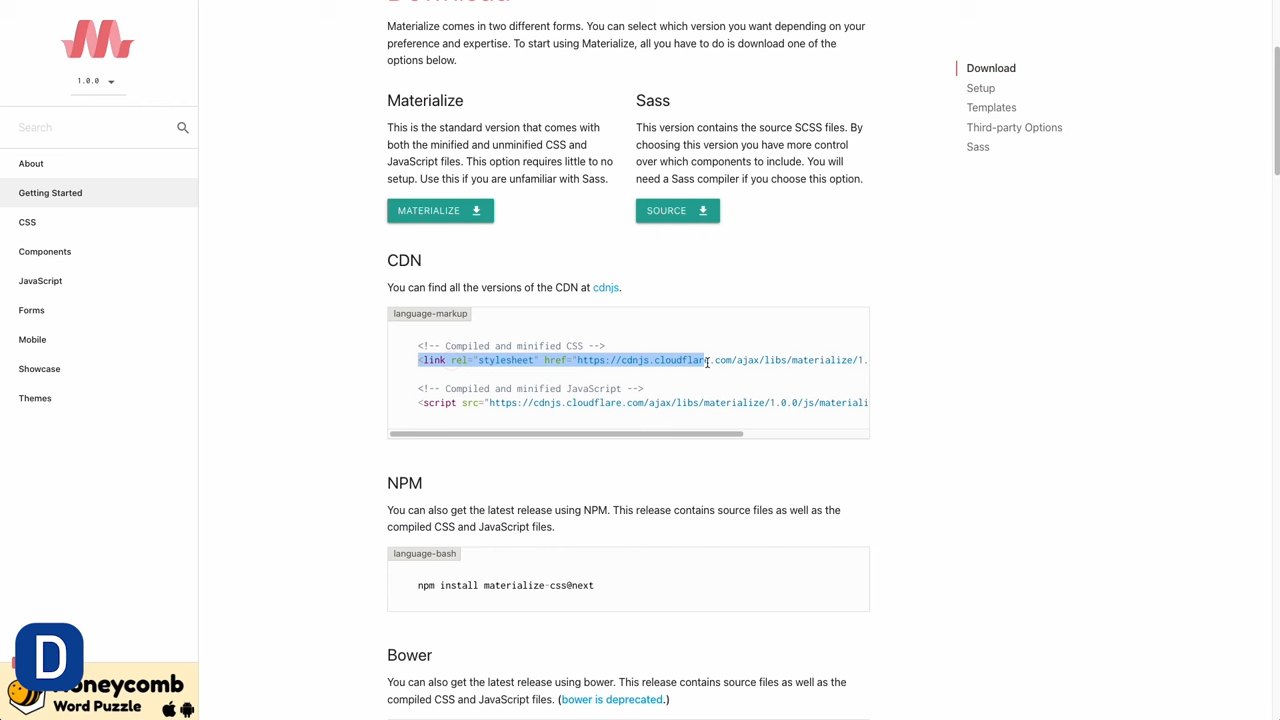 1.0.0
Search
About
Getting Started
CSS
Components
JavaScript
Forms
Mobile
Showcase
Themes
D
Honeycomb
Word Puzzle
Download
Materialize comes in two different forms. You can select which version you want depending on your
preference and expertise. To start using Materialize, all you have to do is download one of the
options below.
Materialize
This is the standard version that comes with
both the minified and unminified CSS and
JavaScript files. This option requires little to no
setup. Use this if you are unfamiliar with Sass.
MATERIALIZE
Sass
This version contains the source SCSS files. By
choosing this version you have more control
over which components to include. You will
need a Sass compiler if you choose this option.
SOURCE
CDN
You can find all the versions of the CDN at cdnjs.
language-markup
<!-- Compiled and minified CSS -->
<link rel="stylesheet" href="https://cdnjs.cloudflare.com/ajax/libs/materialize/1.
<!-- Compiled and minified JavaScript -->
<script src="https://cdnjs.cloudflare.com/ajax/libs/materialize/1.0.0/js/materiali
NPM
You can also get the latest release using NPM. This release contains source files as well as the
compiled CSS and JavaScript files.
language-bash
npm install materialize-css@next
Bower
You can also get the latest release using bower. This release contains source files as well as the
compiled CSS and JavaScript files. (bower is deprecated.)
Download
Setup
Templates
Third-party Options
Sass